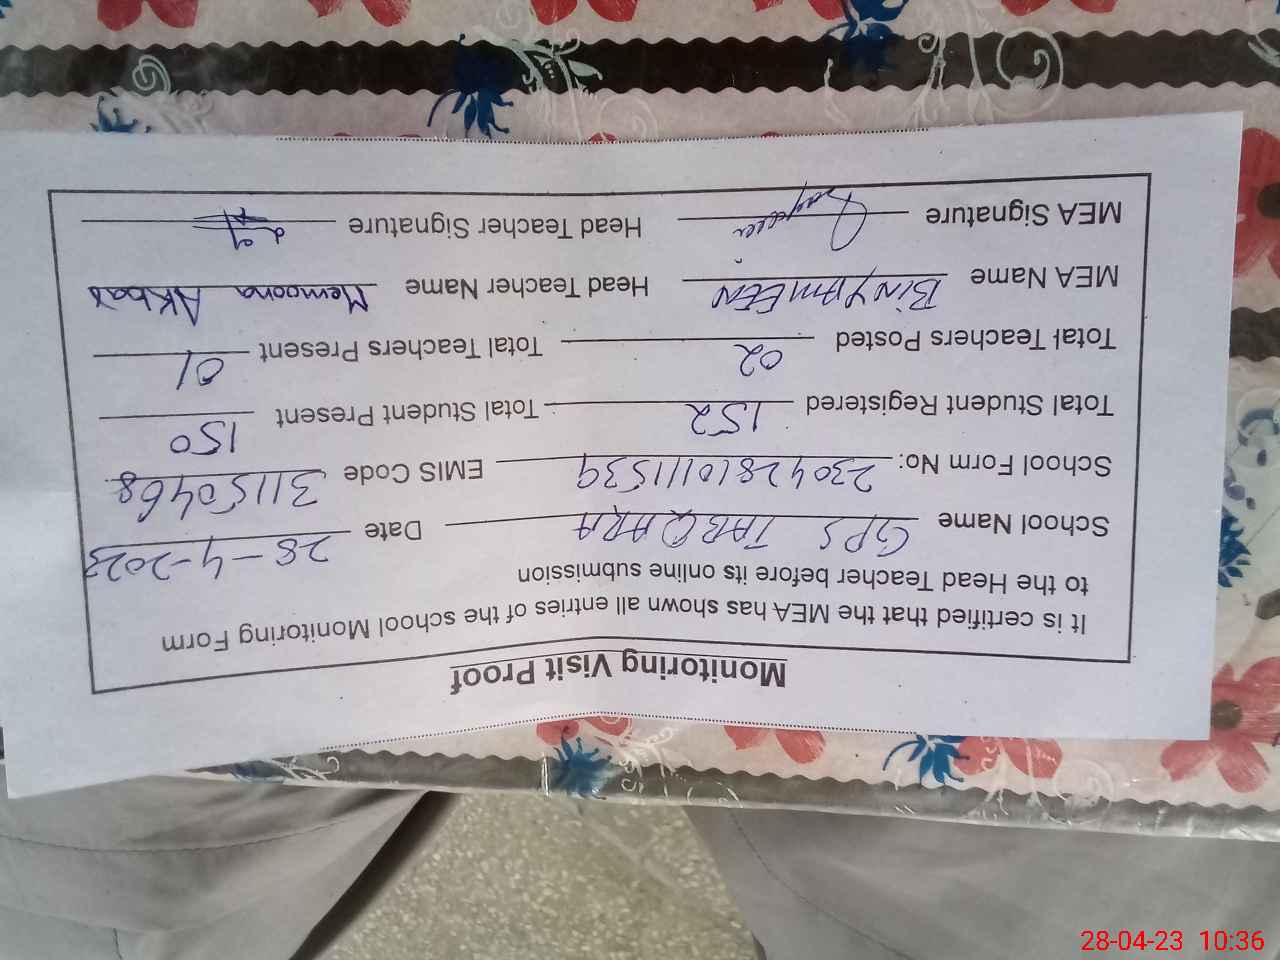 Monitoring Visit Proof
It is certified that the MEA has shown all entries of the school Monitoring Form
to the Head Teacher before its online submission
School Name GPS TARQARA Date 28-4-2023
School Form No: 230428101111539 EMIS Code 31150468
Total Student Registered 152 Total Student Present 150
Total Teachers Posted 02 Total Teachers Present 01
MEA Name BiNYAMEEN Head Teacher Name Memoona Akbar
MEA Signature Head Teacher Signature
28-04-23 10:36